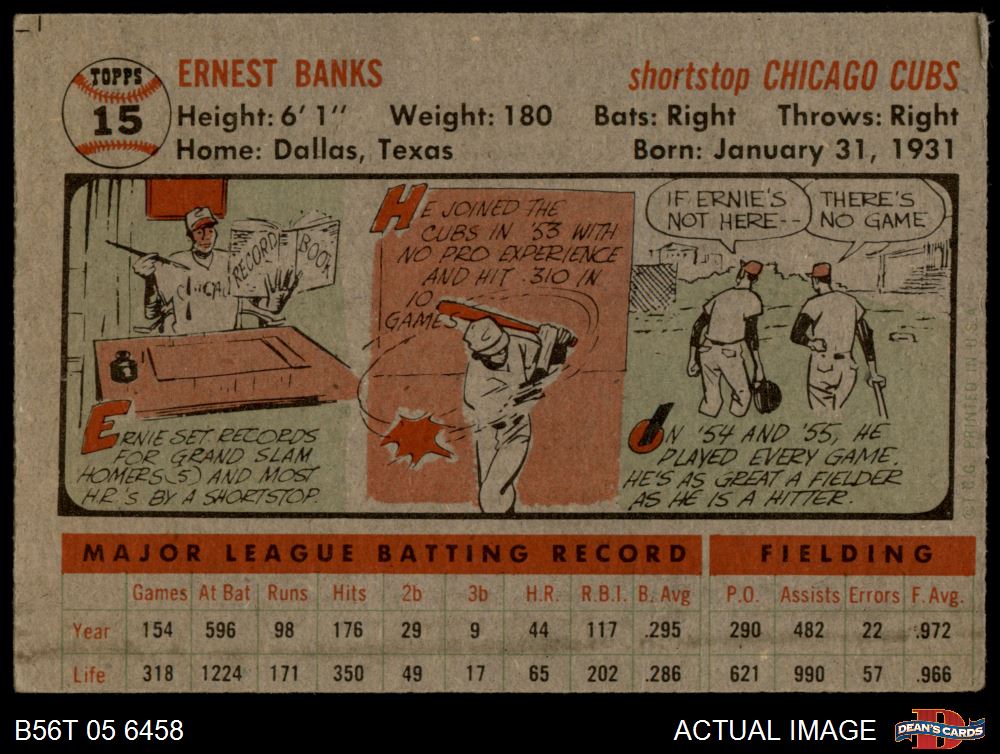 TOPPS
15
ERNEST BANKS
shortstop CHICAGO CUBS
Height: 6' 1" Weight: 180 Bats: Right Throws: Right
Home: Dallas, Texas Born: January 31, 1931
RECORD BOOK
CHICA
ERNIE SET RECORDS
FOR GRAND SLAM
HOMERS (5) AND MOST
H.R.'S BY A SHORTSTOP.
HE JOINED THE
CUBS IN '53 WITH
NO PRO EXPERIENCE
AND HIT .310 IN
10
GAMES
IF ERNIE'S
NOT HERE--
THERE'S
NO GAME
IN '54 AND '55, HE
PLAYED EVERY GAME.
HE'S AS GREAT A FIELDER
AS HE IS A HITTER.
© T.C.G. PRINTED IN U.S.A.
MAJOR LEAGUE BATTING RECORD FIELDING
Games At Bat Runs Hits 2b 3b H.R. R.B.I. B. Avg P.O. Assists Errors F. Avg.
Year 154 596 98 176 29 9 44 117 .295 290 482 22 .972
Life 318 1224 171 350 49 17 65 202 .286 621 990 57 .966
B56T 05 6458 ACTUAL IMAGE
D
DEAN'S CARDS